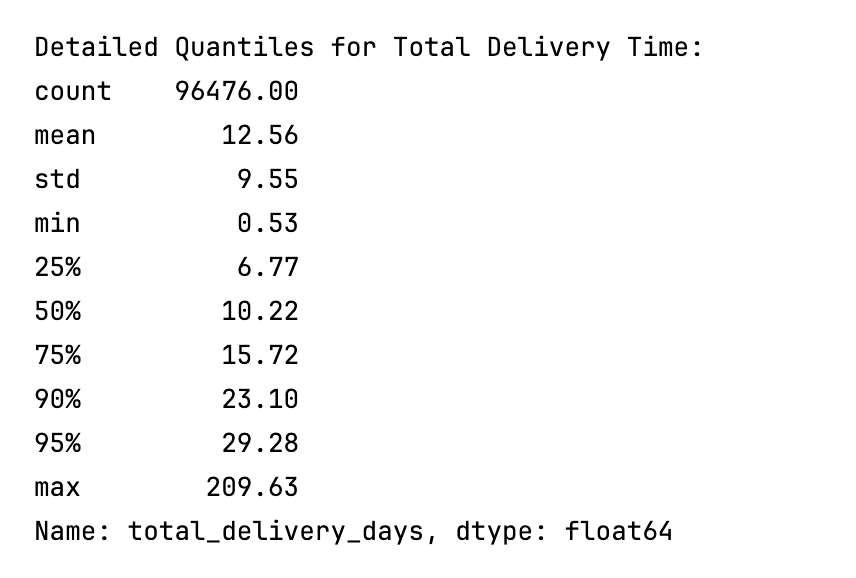 Detailed Quantiles for Total Delivery Time:
count    96476.00
mean        12.56
std          9.55
min          0.53
25%          6.77
50%         10.22
75%         15.72
90%         23.10
95%         29.28
max        209.63
Name: total_delivery_days, dtype: float64